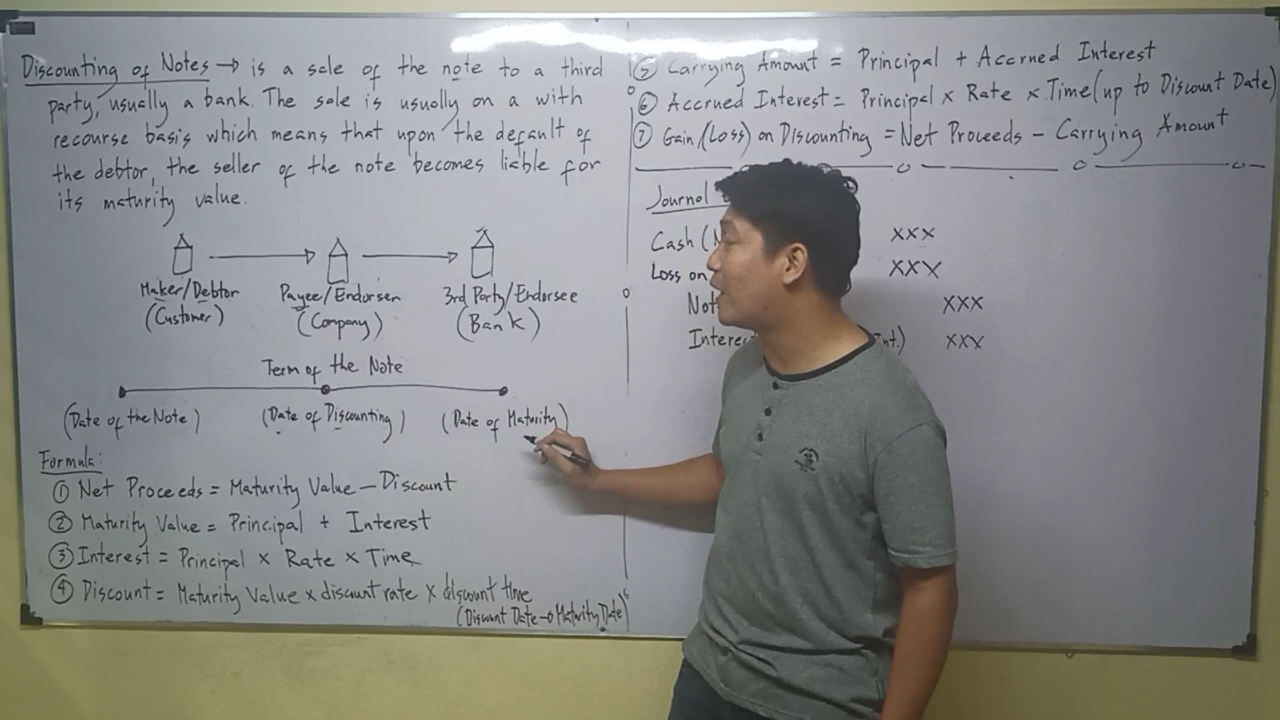 Discounting of Notes → is a sale of the note to a third
party, usually a bank. The sale is usually on a with
recourse basis which means that upon the default of
the debtor, the seller of the note becomes liable for
its maturity value.
Maker/Debtor
(Customer)
Payee/Endorser
(Company)
3rd Party/Endorsee
(Bank)
Term of the Note
(Date of the Note)
(Date of Discounting)
(Date of Maturity)
Formula:
① Net Proceeds = Maturity Value - Discount
② Maturity Value = Principal + Interest
③ Interest = Principal x Rate x Time
④ Discount = Maturity Value x discount rate x discount time
(Discount Date → Maturity Date)
⑤ Carrying Amount = Principal + Accrued Interest
⑥ Accrued Interest = Principal x Rate x Time (up to Discount Date)
⑦ Gain/(Loss) on Discounting = Net Proceeds - Carrying Amount
Journal
Cash ( xxx
Loss on xxx
Not xxx
Interes Int.) xxx